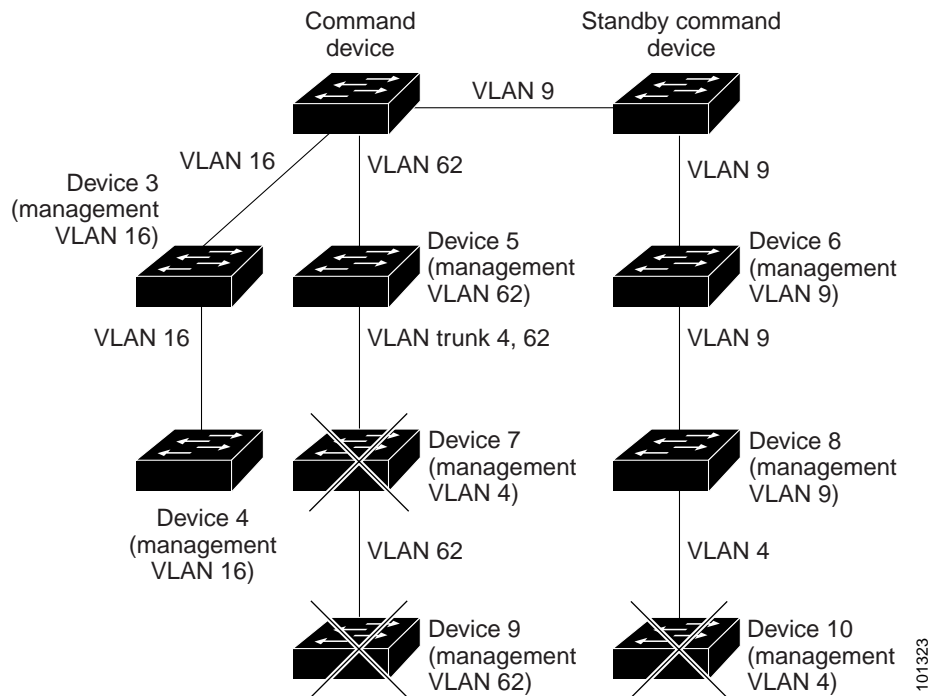 Command
device
Standby command
device
VLAN 9
VLAN 16
VLAN 62
VLAN 9
Device 3
(management
VLAN 16)
Device 5
(management
VLAN 62)
Device 6
(management
VLAN 9)
VLAN 16
VLAN trunk 4, 62
VLAN 9
Device 4
(management
VLAN 16)
Device 7
(management
VLAN 4)
Device 8
(management
VLAN 9)
VLAN 62
VLAN 4
Device 9
(management
VLAN 62)
Device 10
(management
VLAN 4)
101323